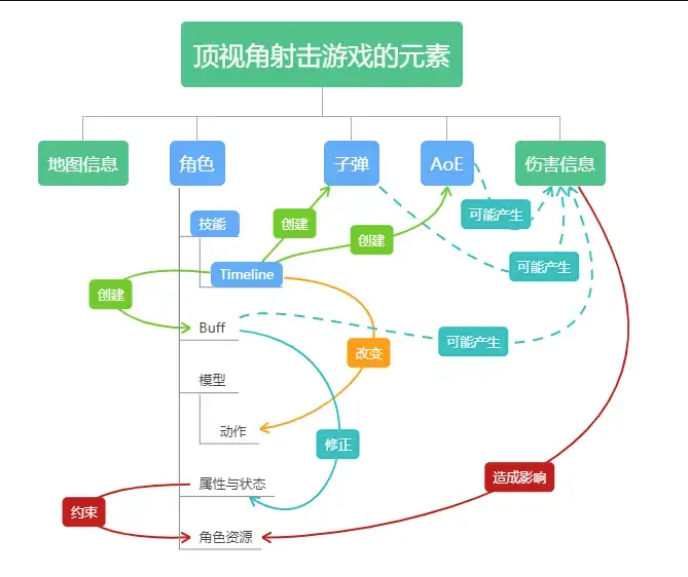 顶视角射击游戏的元素
地图信息
角色
子弹
AoE
伤害信息
技能
创建
可能产生
创建
Timeline
可能产生
创建
Buff
改变
可能产生
模型
动作
修正
属性与状态
造成影响
约束
角色资源